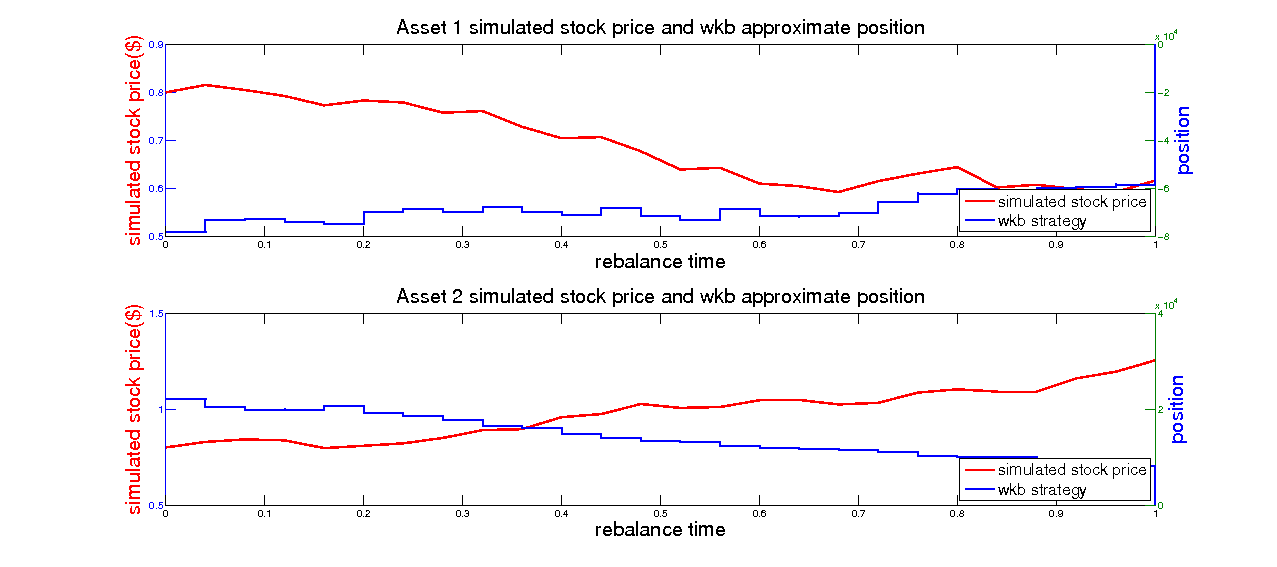 Asset 1 simulated stock price and wkb approximate position
x 10^4
simulated stock price($)
0.9
0.8
0.7
0.6
0.5
0
-2
-4
-6
-8
position
simulated stock price
wkb strategy
0 0.1 0.2 0.3 0.4 0.5 0.6 0.7 0.8 0.9 1
rebalance time
Asset 2 simulated stock price and wkb approximate position
x 10^4
simulated stock price($)
1.5
1
0.5
4
2
0
position
simulated stock price
wkb strategy
0 0.1 0.2 0.3 0.4 0.5 0.6 0.7 0.8 0.9 1
rebalance time